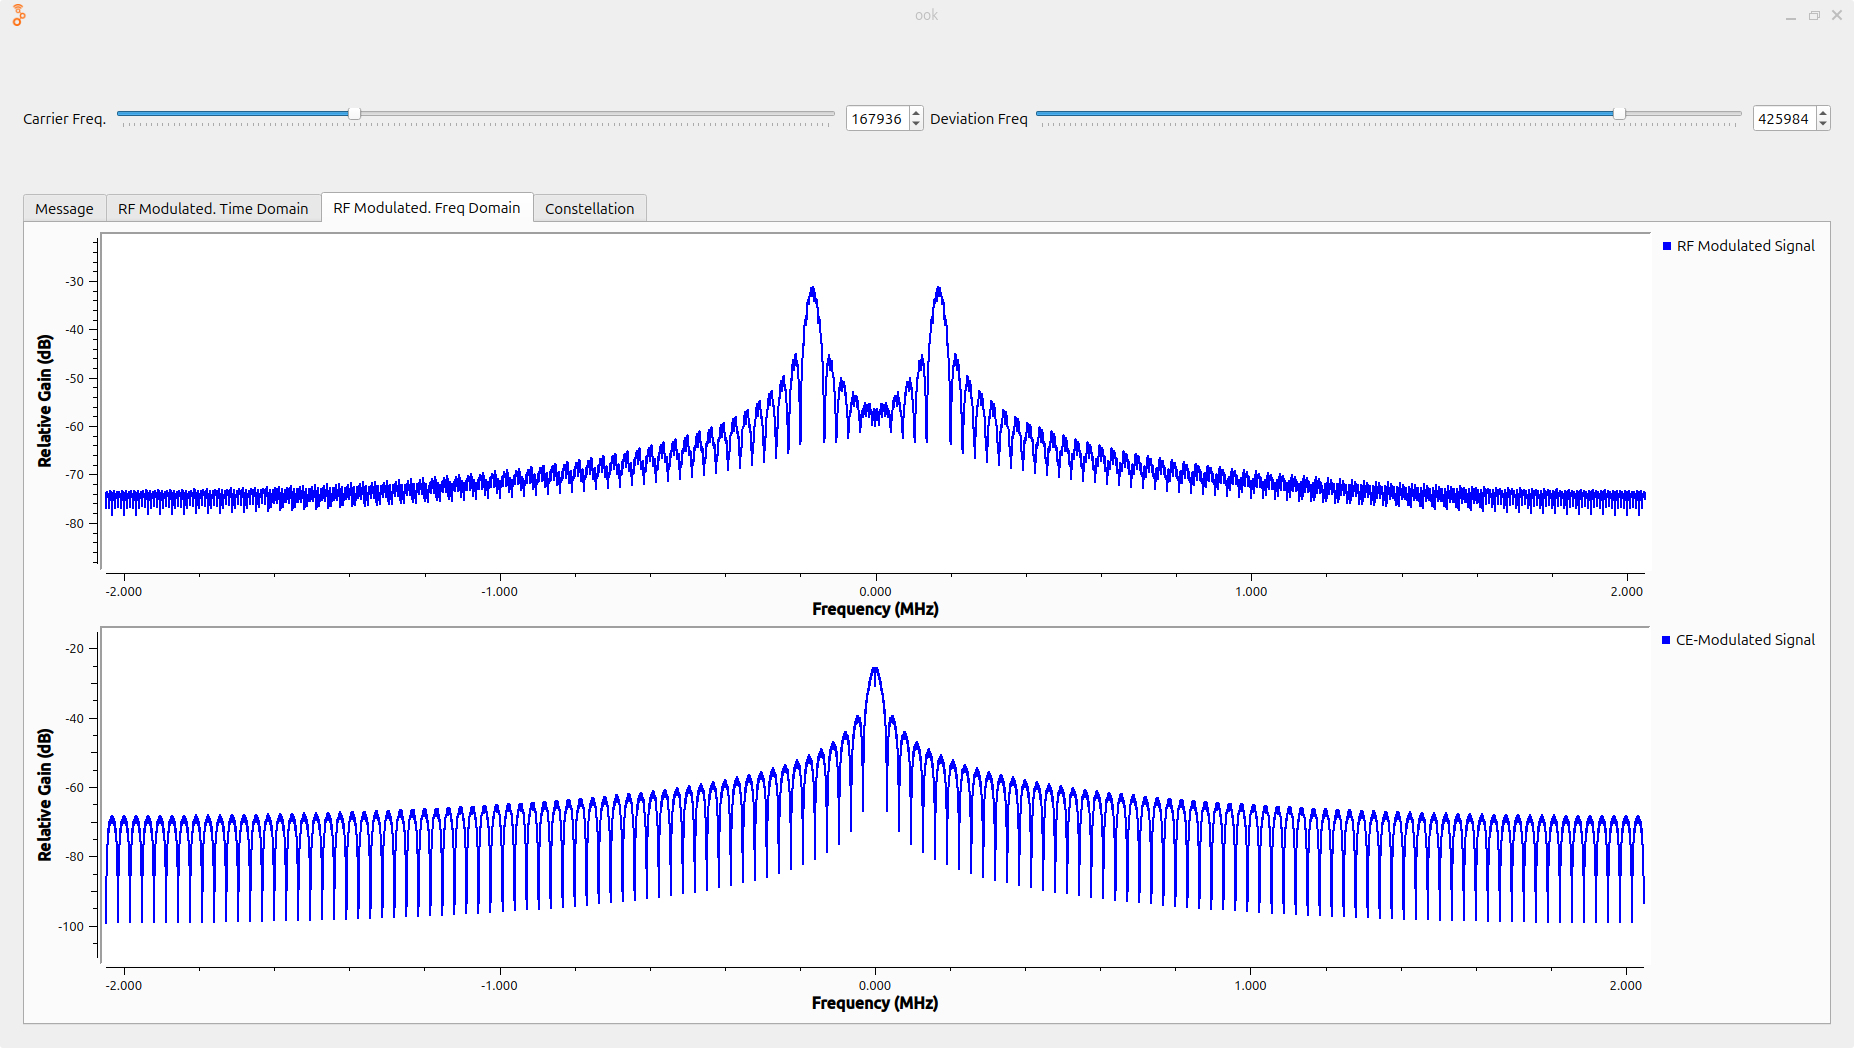 ook
Carrier Freq. 167936 Deviation Freq 425984
Message RF Modulated. Time Domain RF Modulated. Freq Domain Constellation
RF Modulated Signal
Relative Gain (dB)
-30
-40
-50
-60
-70
-80
-2.000 -1.000 0.000 1.000 2.000
Frequency (MHz)
CE-Modulated Signal
Relative Gain (dB)
-20
-40
-60
-80
-100
-2.000 -1.000 0.000 1.000 2.000
Frequency (MHz)